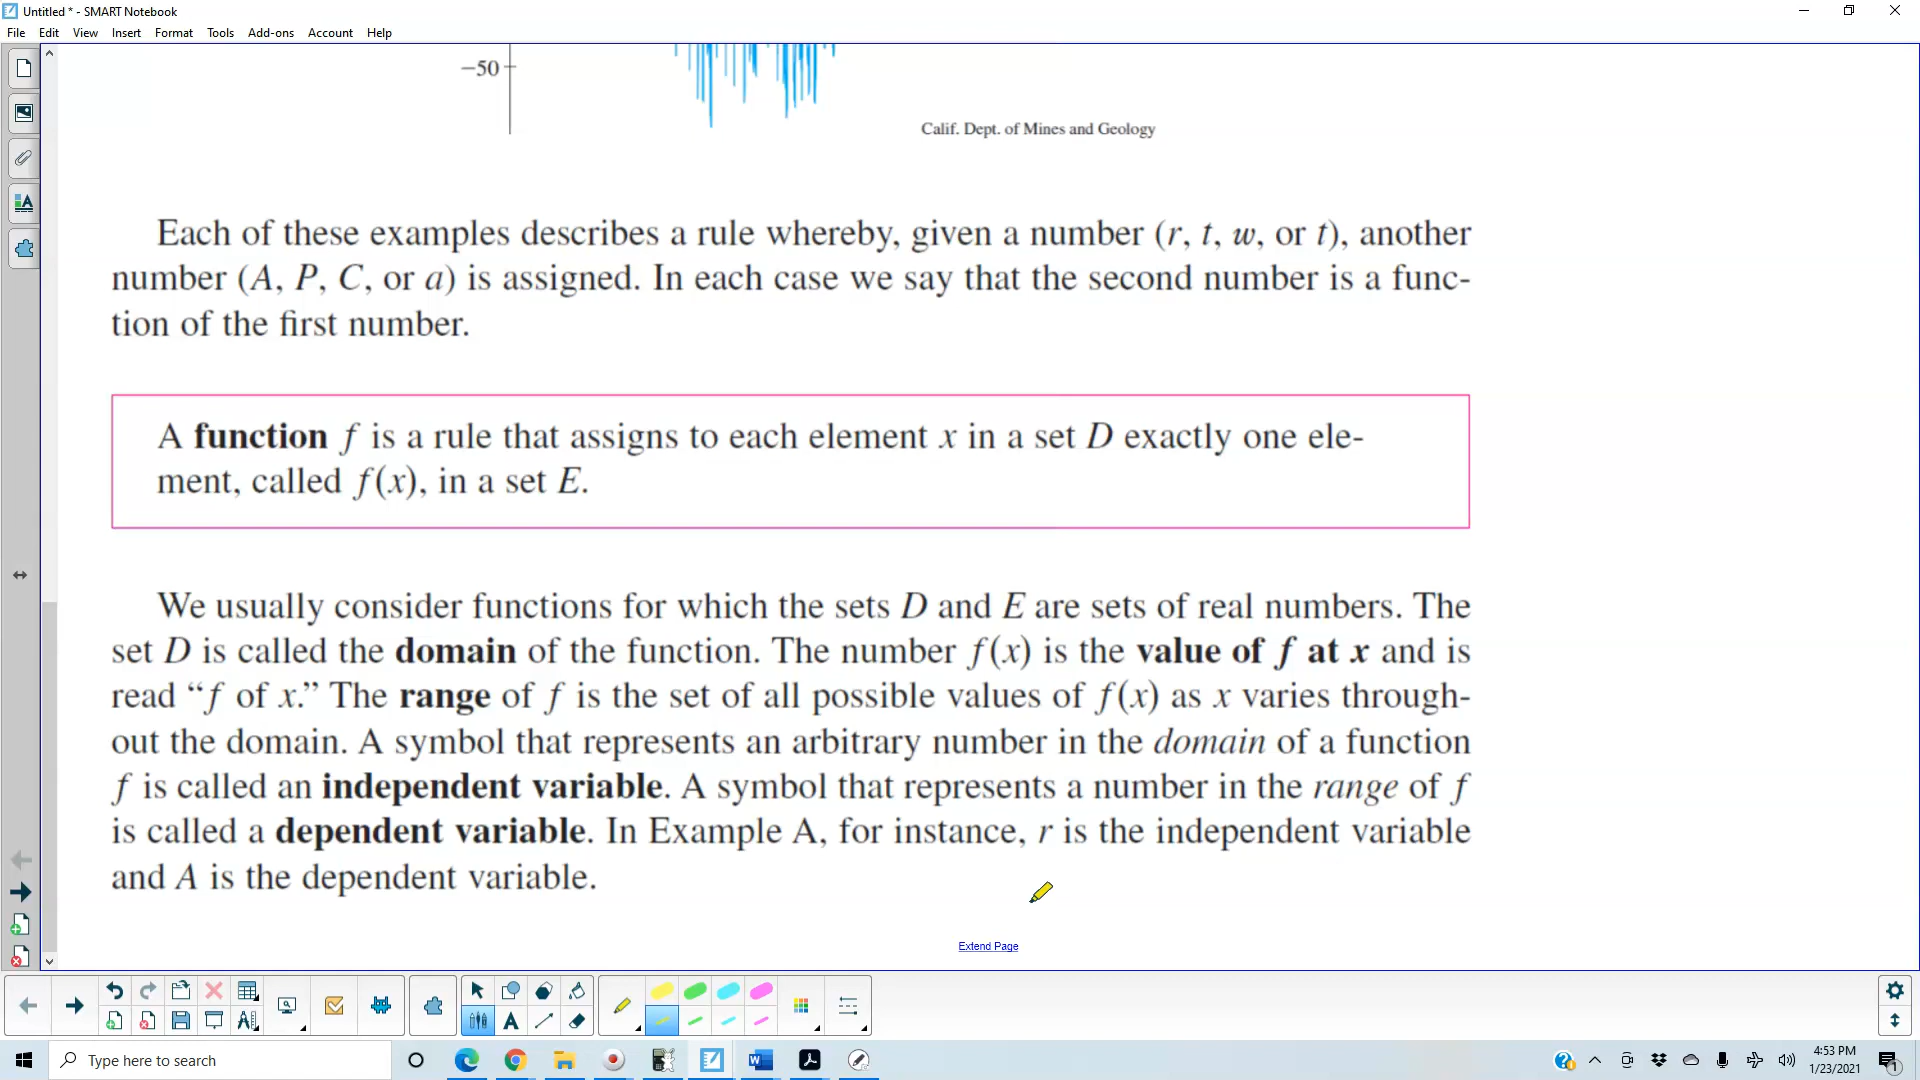 Untitled * - SMART Notebook
File Edit View Insert Format Tools Add-ons Account Help
−50
Calif. Dept. of Mines and Geology
Each of these examples describes a rule whereby, given a number (r, t, w, or t), another
number (A, P, C, or a) is assigned. In each case we say that the second number is a func-
tion of the first number.
A function f is a rule that assigns to each element x in a set D exactly one ele-
ment, called f(x), in a set E.
We usually consider functions for which the sets D and E are sets of real numbers. The
set D is called the domain of the function. The number f(x) is the value of f at x and is
read “f of x.” The range of f is the set of all possible values of f(x) as x varies through-
out the domain. A symbol that represents an arbitrary number in the domain of a function
f is called an independent variable. A symbol that represents a number in the range of f
is called a dependent variable. In Example A, for instance, r is the independent variable
and A is the dependent variable.
Extend Page
Type here to search
4:53 PM
1/23/2021